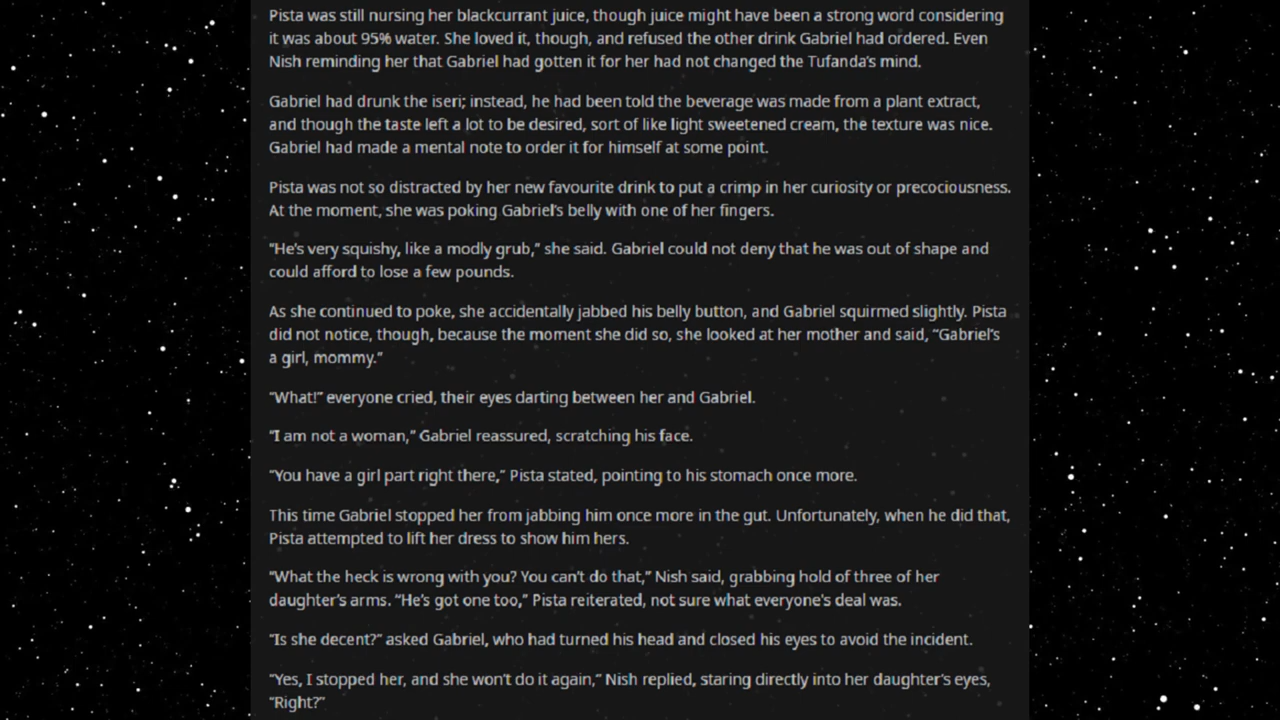 Pista was still nursing her blackcurrant juice, though juice might have been a strong word considering
it was about 95% water. She loved it, though, and refused the other drink Gabriel had ordered. Even
Nish reminding her that Gabriel had gotten it for her had not changed the Tufanda's mind.
Gabriel had drunk the iseri; instead, he had been told the beverage was made from a plant extract,
and though the taste left a lot to be desired, sort of like light sweetened cream, the texture was nice.
Gabriel had made a mental note to order it for himself at some point.
Pista was not so distracted by her new favourite drink to put a crimp in her curiosity or precociousness.
At the moment, she was poking Gabriel's belly with one of her fingers.
“He's very squishy, like a modly grub,” she said. Gabriel could not deny that he was out of shape and
could afford to lose a few pounds.
As she continued to poke, she accidentally jabbed his belly button, and Gabriel squirmed slightly. Pista
did not notice, though, because the moment she did so, she looked at her mother and said, “Gabriel's
a girl, mommy.”
“What!” everyone cried, their eyes darting between her and Gabriel.
“I am not a woman,” Gabriel reassured, scratching his face.
“You have a girl part right there,” Pista stated, pointing to his stomach once more.
This time Gabriel stopped her from jabbing him once more in the gut. Unfortunately, when he did that,
Pista attempted to lift her dress to show him hers.
“What the heck is wrong with you? You can't do that,” Nish said, grabbing hold of three of her
daughter's arms. “He's got one too,” Pista reiterated, not sure what everyone's deal was.
“Is she decent?” asked Gabriel, who had turned his head and closed his eyes to avoid the incident.
“Yes, I stopped her, and she won't do it again,” Nish replied, staring directly into her daughter's eyes,
“Right?”